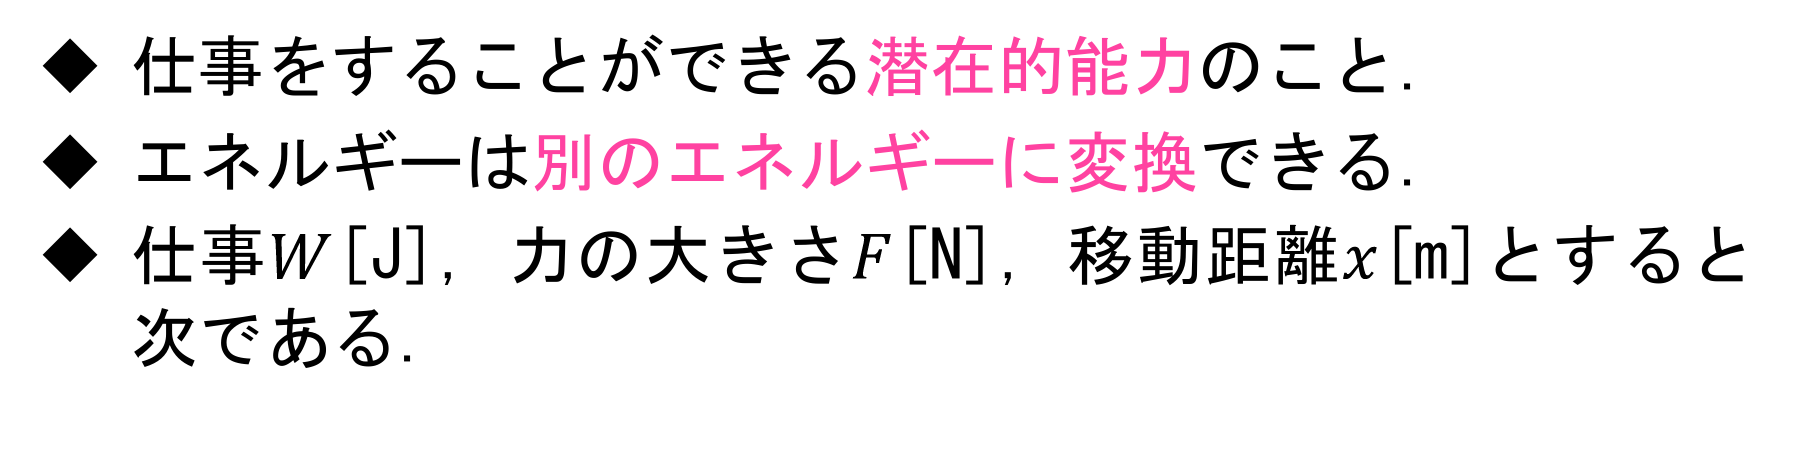 ◆ 仕事をすることができる潜在的能力のこと.
◆ エネルギーは別のエネルギーに変換できる.
◆ 仕事W[J], 力の大きさF[N], 移動距離x[m]とすると
次である.